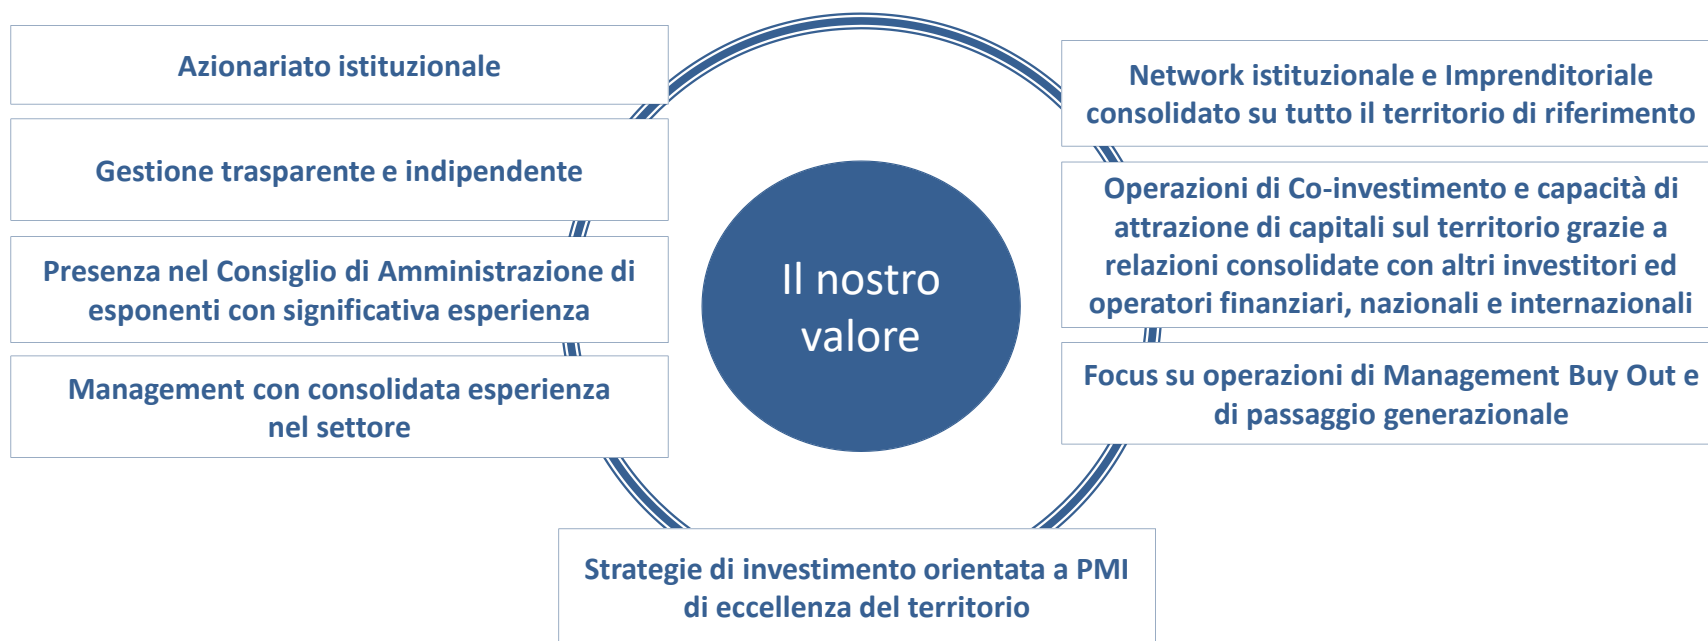 Azionariato istituzionale
Gestione trasparente e indipendente
Presenza nel Consiglio di Amministrazione di
esponenti con significativa esperienza
Management con consolidata esperienza
nel settore
Il nostro
valore
Network istituzionale e Imprenditoriale
consolidato su tutto il territorio di riferimento
Operazioni di Co-investimento e capacità di
attrazione di capitali sul territorio grazie a
relazioni consolidate con altri investitori ed
operatori finanziari, nazionali e internazionali
Focus su operazioni di Management Buy Out e
di passaggio generazionale
Strategie di investimento orientata a PMI
di eccellenza del territorio